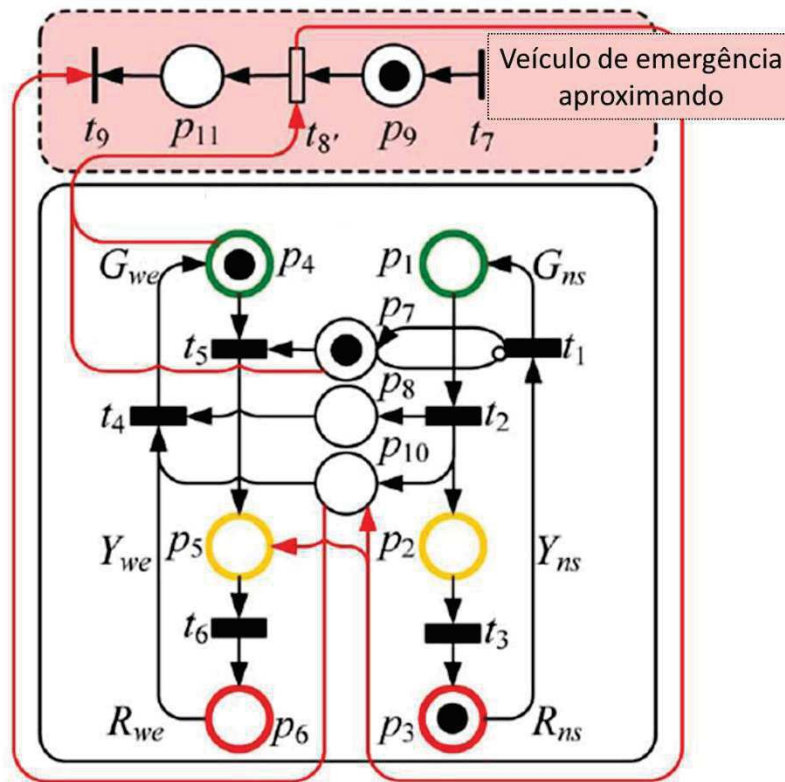 Veículo de emergência
aproximando
t9 p11 t8' p9 t7
Gwe p4 p1 Gns
p7
t5 t1
p8
t4 t2
p10
Ywe p5 p2 Yns
t6 t3
Rwe p6 p3 Rns